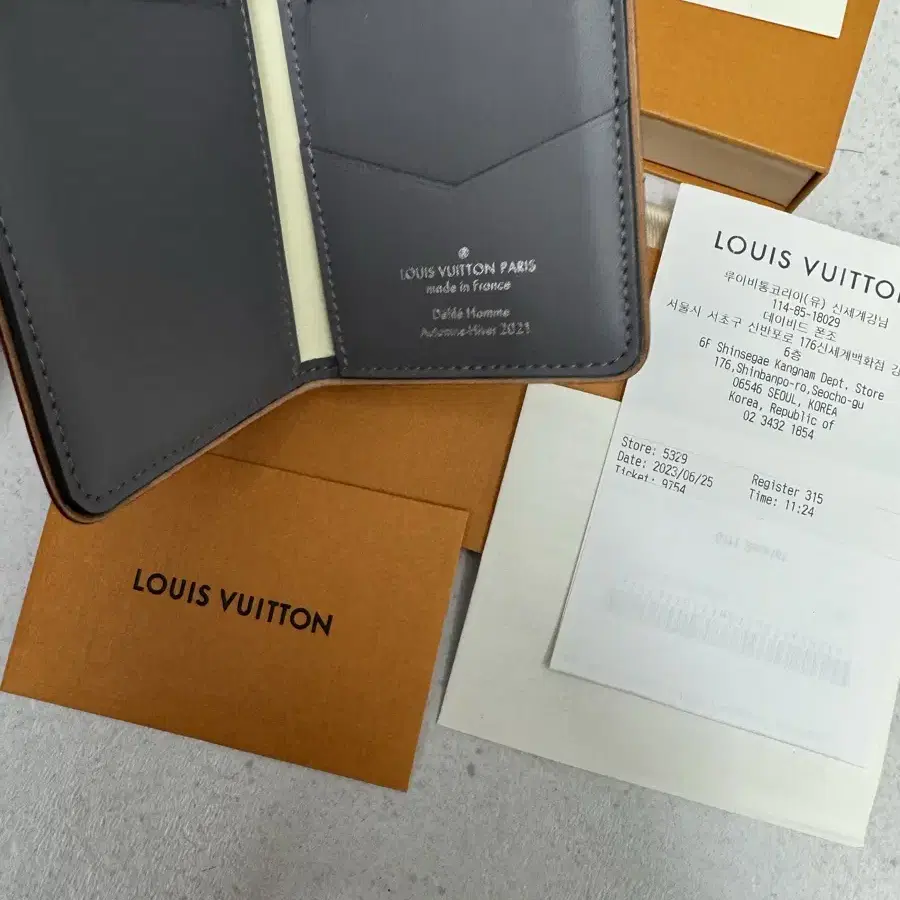 LOUIS VUITTON PARIS
made in France
Défilé Homme
Automne-Hiver 2021
LOUIS VUITTON
LOUIS VUITTON
루이비통코리아(유) 신세계강남
114-85-18029
데이비드 폰조
서울시 서초구 신반포로 176신세계백화점 강
6층
6F Shinsegae Kangnam Dept. Store
176,Shinbanpo-ro,Seocho-gu
06546 SEOUL, KOREA
Korea, Republic of
02 3432 1854
Store: 5329 Register 315
Date: 2023/06/25 Time: 11:24
Ticket: 9754